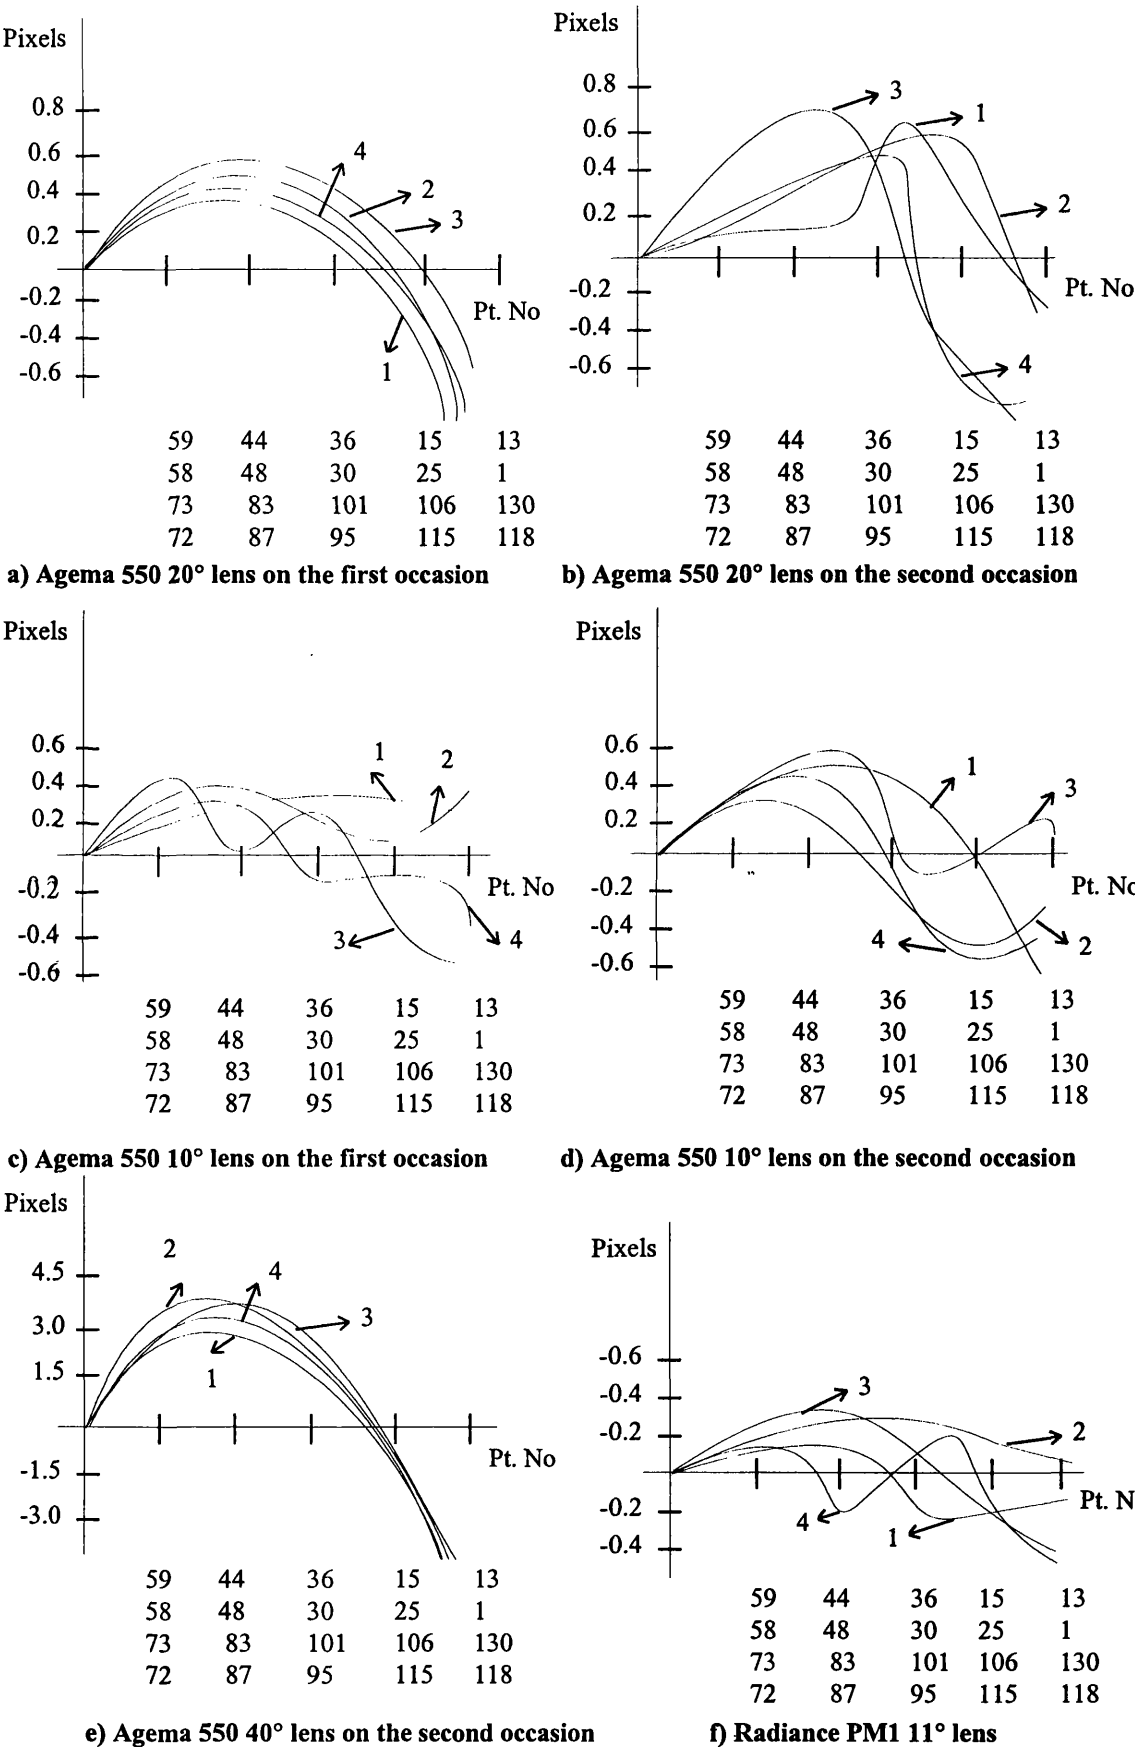 Pixels
0.8
0.6
0.4
0.2
-0.2
-0.4
-0.6
4
2
3
1
Pt. No
59 44 36 15 13
58 48 30 25 1
73 83 101 106 130
72 87 95 115 118
a) Agema 550 20° lens on the first occasion
Pixels
0.8
0.6
0.4
0.2
-0.2
-0.4
-0.6
3
1
2
4
Pt. No
59 44 36 15 13
58 48 30 25 1
73 83 101 106 130
72 87 95 115 118
b) Agema 550 20° lens on the second occasion
Pixels
0.6
0.4
0.2
-0.2
-0.4
-0.6
1
2
3
4
Pt. No
59 44 36 15 13
58 48 30 25 1
73 83 101 106 130
72 87 95 115 118
c) Agema 550 10° lens on the first occasion
Pixels
0.6
0.4
0.2
-0.2
-0.4
-0.6
1
3
4
2
Pt. No
59 44 36 15 13
58 48 30 25 1
73 83 101 106 130
72 87 95 115 118
d) Agema 550 10° lens on the second occasion
Pixels
4.5
3.0
1.5
-1.5
-3.0
2
4
3
1
Pt. No
59 44 36 15 13
58 48 30 25 1
73 83 101 106 130
72 87 95 115 118
e) Agema 550 40° lens on the second occasion
Pixels
-0.6
-0.4
-0.2
-0.2
-0.4
3
2
4
1
Pt. N
59 44 36 15 13
58 48 30 25 1
73 83 101 106 130
72 87 95 115 118
f) Radiance PM1 11° lens